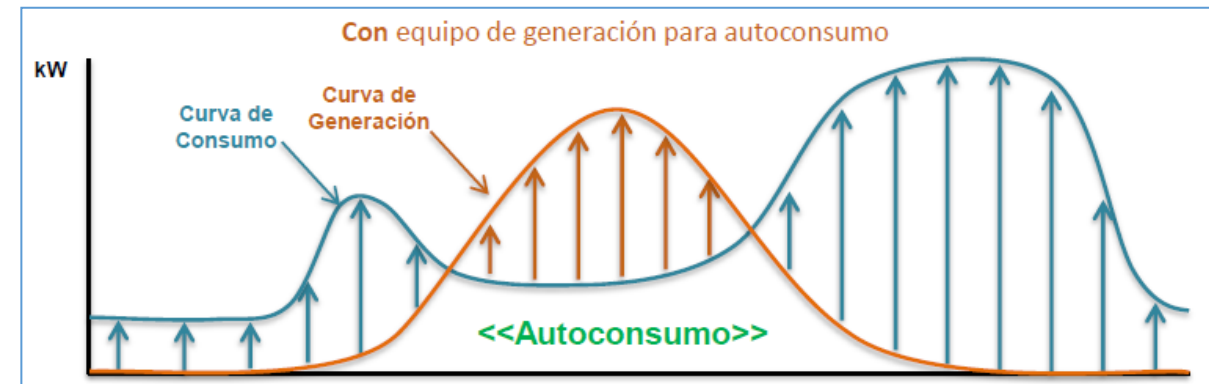 Con equipo de generación para autoconsumo
kW
Curva de
Consumo
Curva de
Generación
<<Autoconsumo>>